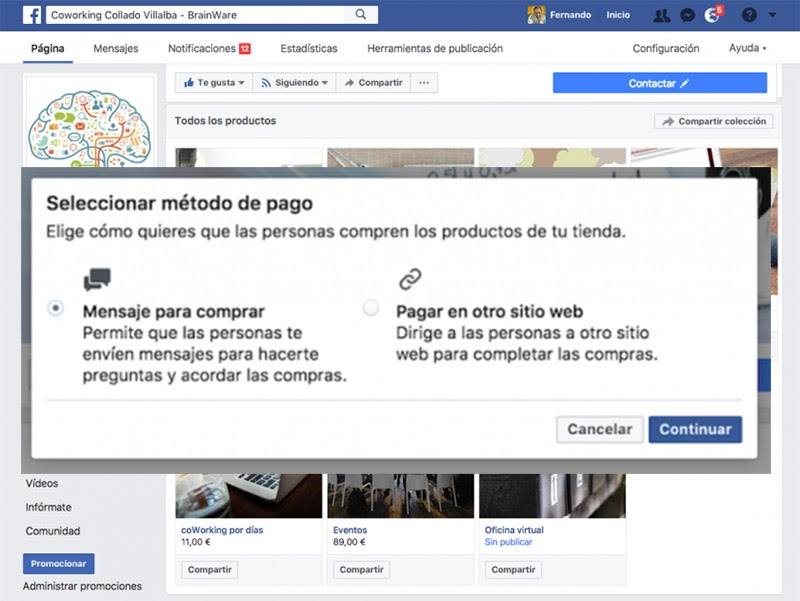 Coworking Collado Villalba - BrainWare
Fernando Inicio 5
Página Mensajes Notificaciones 12 Estadísticas Herramientas de publicación Configuración Ayuda
Te gusta Siguiendo Compartir ... Contactar
Todos los productos Compartir colección
Seleccionar método de pago
Elige cómo quieres que las personas compren los productos de tu tienda.
Mensaje para comprar
Permite que las personas te
envíen mensajes para hacerte
preguntas y acordar las compras.
Pagar en otro sitio web
Dirige a las personas a otro sitio
web para completar las compras.
Cancelar Continuar
Vídeos
Infórmate
Comunidad
Promocionar
Administrar promociones
coWorking por días
11,00 €
Compartir
Eventos
89,00 €
Compartir
Oficina virtual
Sin publicar
Compartir